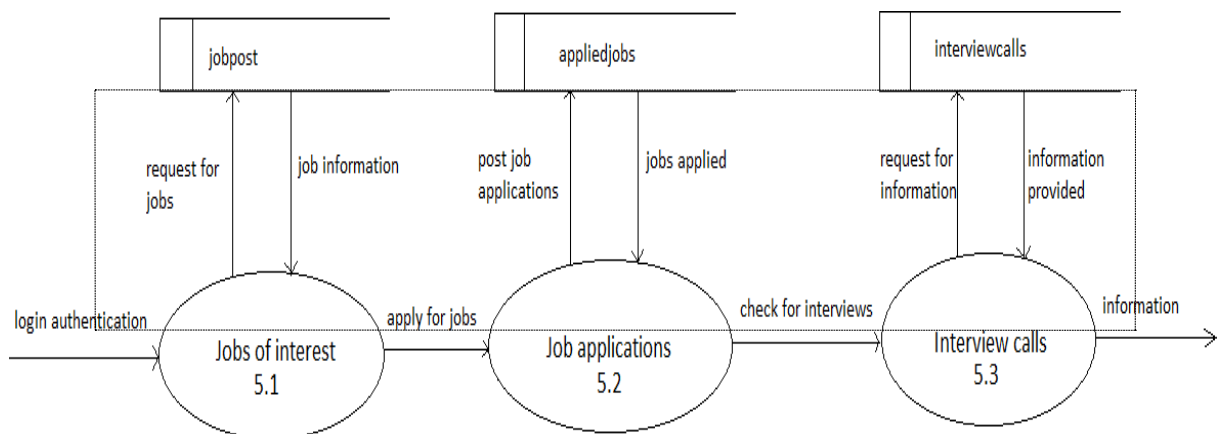 jobpost
appliedjobs
interviewcalls
request for
jobs
job information
post job
applications
jobs applied
request for
information
information
provided
login authentication
apply for jobs
check for interviews
information
Jobs of interest
5.1
Job applications
5.2
Interview calls
5.3